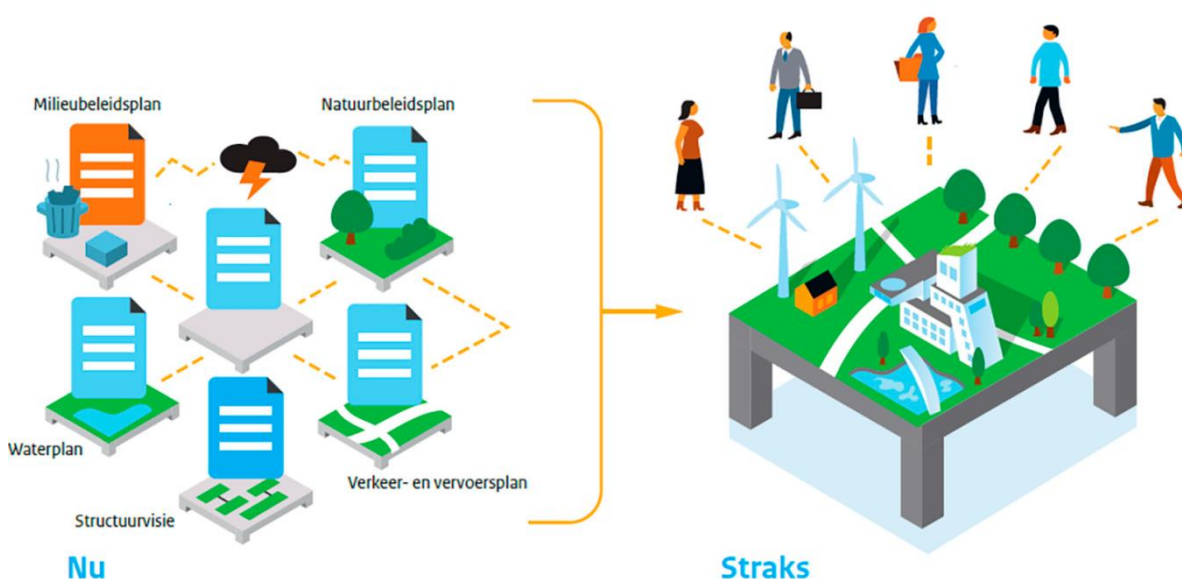 Milieubeleidsplan
Natuurbeleidsplan
Waterplan
Verkeer- en vervoersplan
Structuurvisie
Nu
Straks